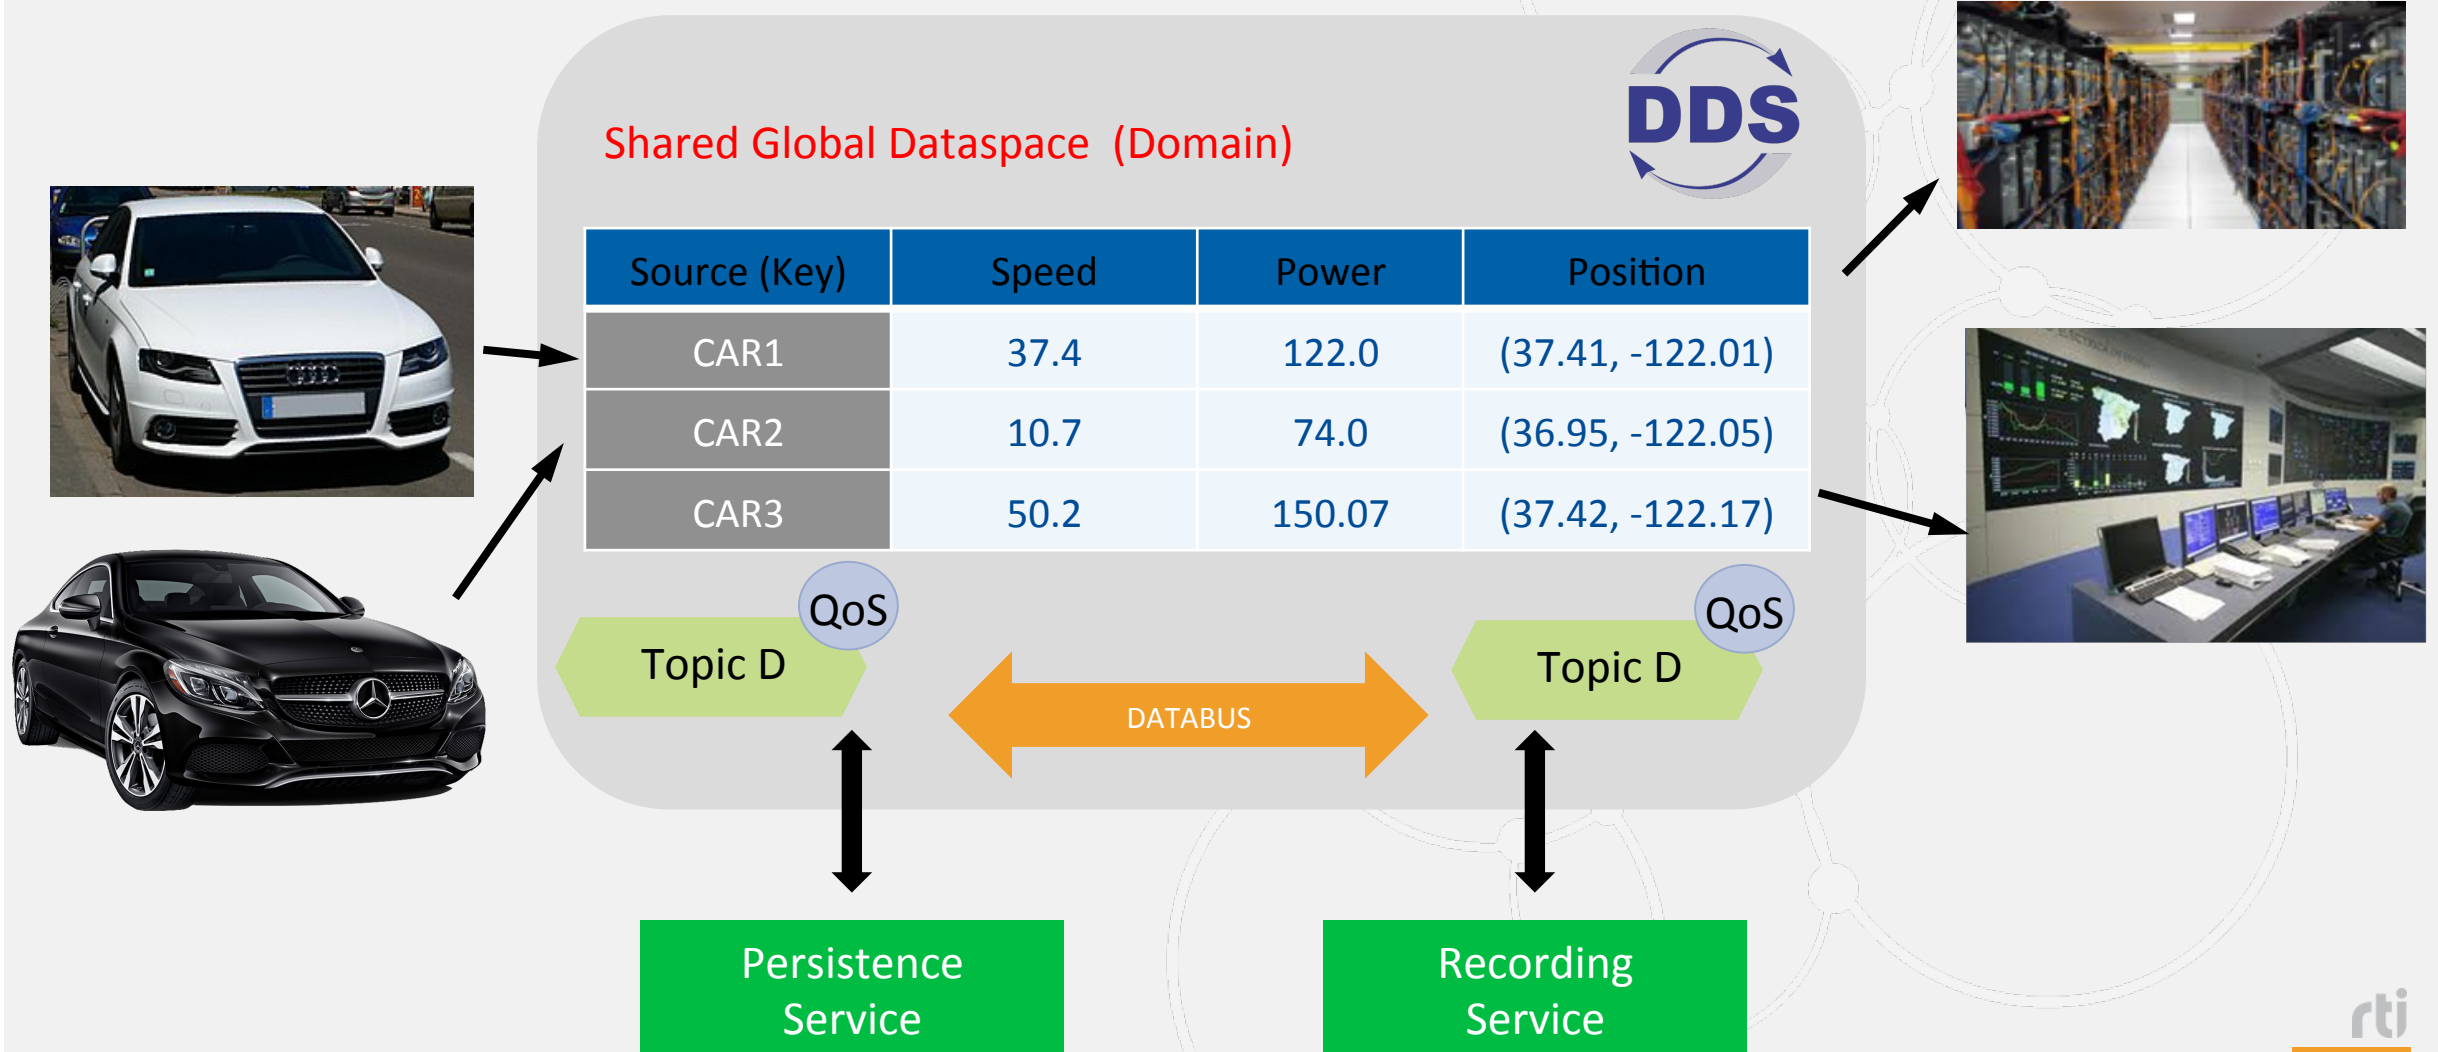 DDS
Shared Global Dataspace (Domain)
Source (Key) Speed Power Position
CAR1 37.4 122.0 (37.41, -122.01)
CAR2 10.7 74.0 (36.95, -122.05)
CAR3 50.2 150.07 (37.42, -122.17)
QoS
QoS
Topic D
Topic D
DATABUS
Persistence
Service
Recording
Service
rti